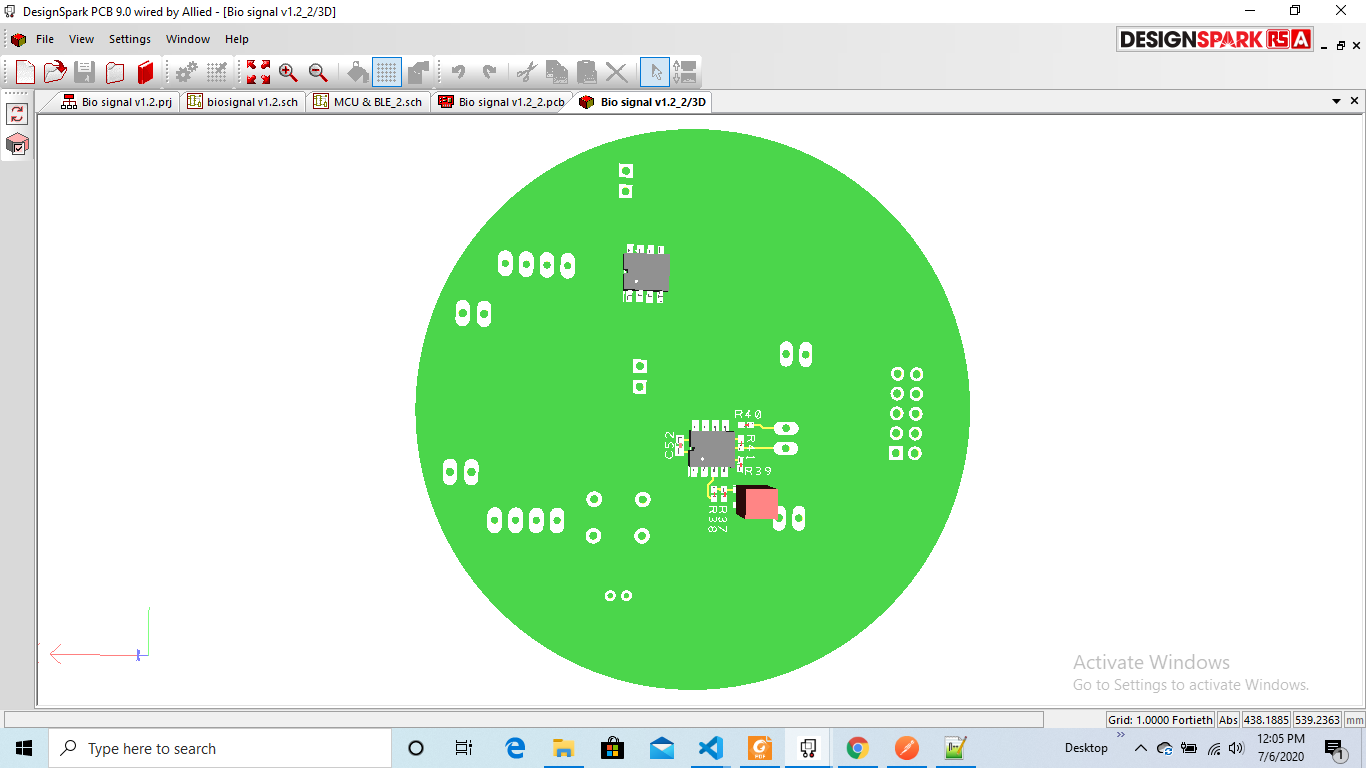 DesignSpark PCB 9.0 wired by Allied - [Bio signal v1.2_2/3D]
File View Settings Window Help
DESIGNSPARK RS A
Bio signal v1.2.prj biosignal v1.2.sch MCU & BLE_2.sch Bio signal v1.2_2.pcb Bio signal v1.2_2/3D
R40
C52
R41
R39
R38
R37
Activate Windows
Go to Settings to activate Windows.
Grid: 1.0000 Fortieth Abs 438.1885 539.2363 mm
Type here to search
Desktop
12:05 PM
7/6/2020
1